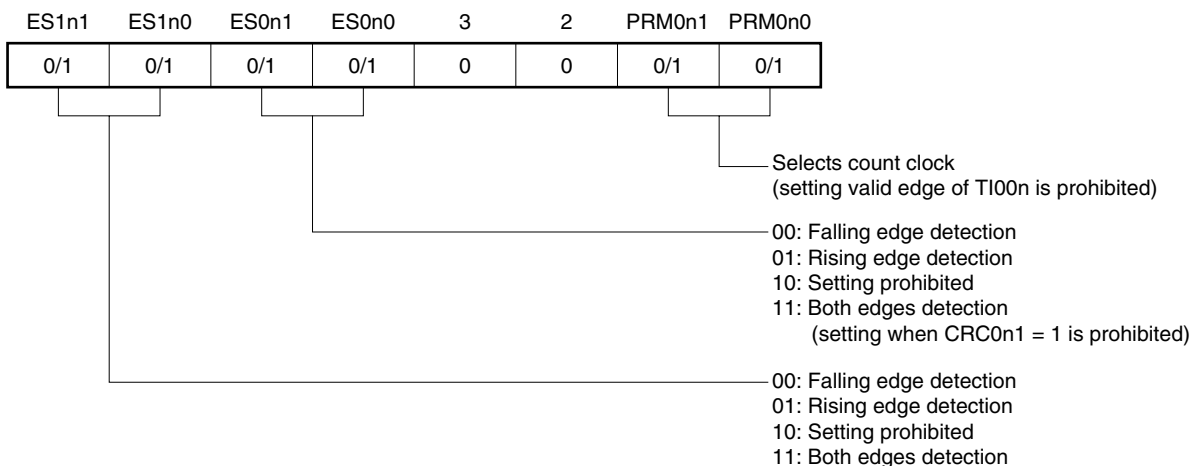 ES1n1 ES1n0 ES0n1 ES0n0 3 2 PRM0n1 PRM0n0
0/1 0/1 0/1 0/1 0 0 0/1 0/1
Selects count clock
(setting valid edge of TI00n is prohibited)
00: Falling edge detection
01: Rising edge detection
10: Setting prohibited
11: Both edges detection
(setting when CRC0n1 = 1 is prohibited)
00: Falling edge detection
01: Rising edge detection
10: Setting prohibited
11: Both edges detection